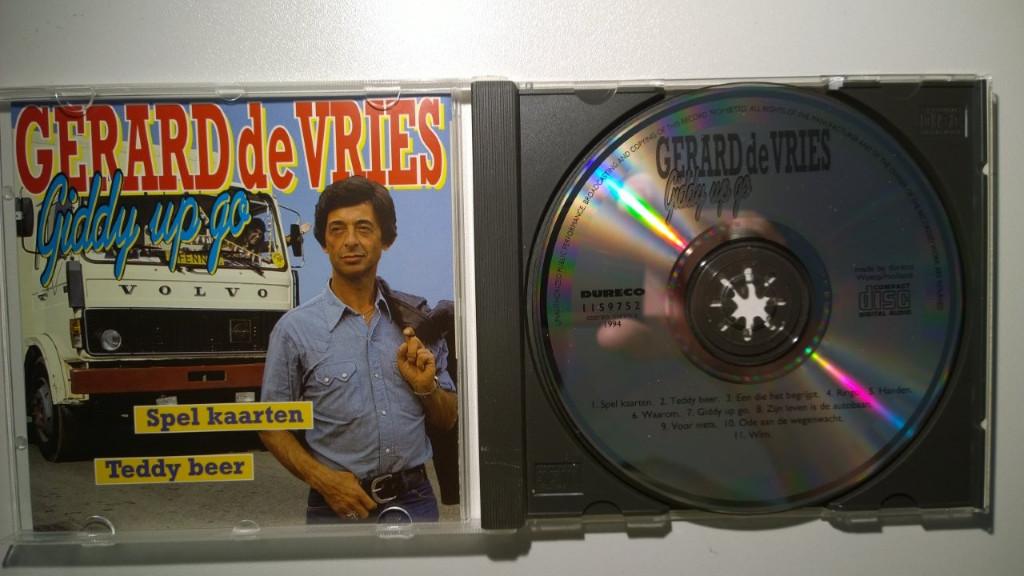 GERARD de VRIES
Giddy up go
VOLVO
Spel kaarten
Teddy beer
GERARD de VRIES
Giddy up go
DURECO
1159752
1994
made by dureco
COMPACT
disc
DIGITAL AUDIO
1. Spel kaarten. 2. Teddy beer. 3. Een die het begrijpt. 4. Ringo. 5. Handen.
6. Waarom. 7. Giddy up go. 8. Zijn leven is de autobaan.
9. Voor niets. 10. Ode aan de wegenwacht.
11. Wim.